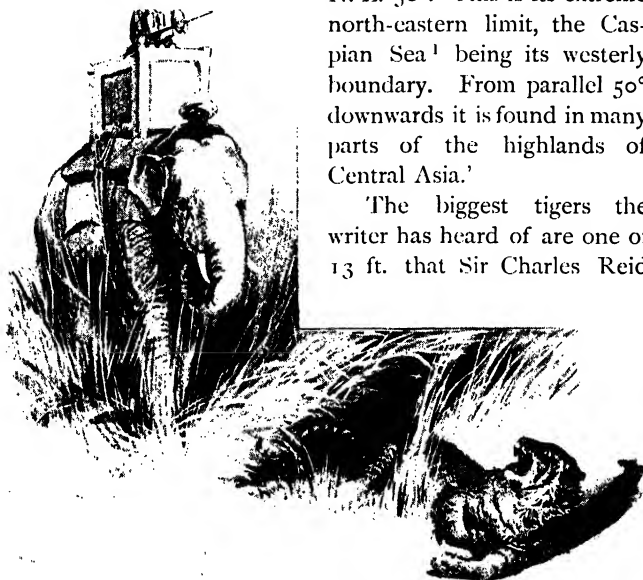 north-eastern limit, the Cas-
pian Sea¹ being its westerly
boundary. From parallel 50°
downwards it is found in many
parts of the highlands of
Central Asia.’
The biggest tigers the
writer has heard of are one of
13 ft. that Sir Charles Reid